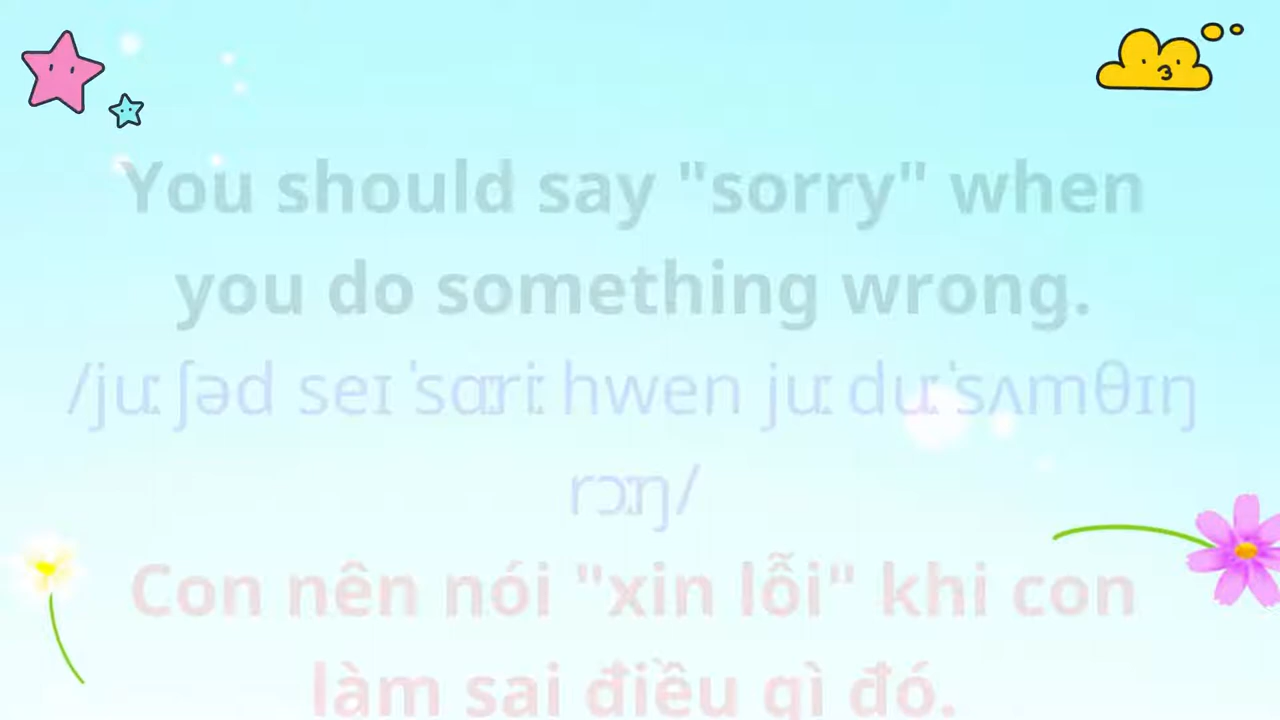 You should say "sorry" when
you do something wrong.
/juː ʃəd seɪ ˈsɑːriː hwen juː duː ˈsʌmθɪŋ
rɔːŋ/
Con nên nói "xin lỗi" khi con
làm sai điều gì đó.